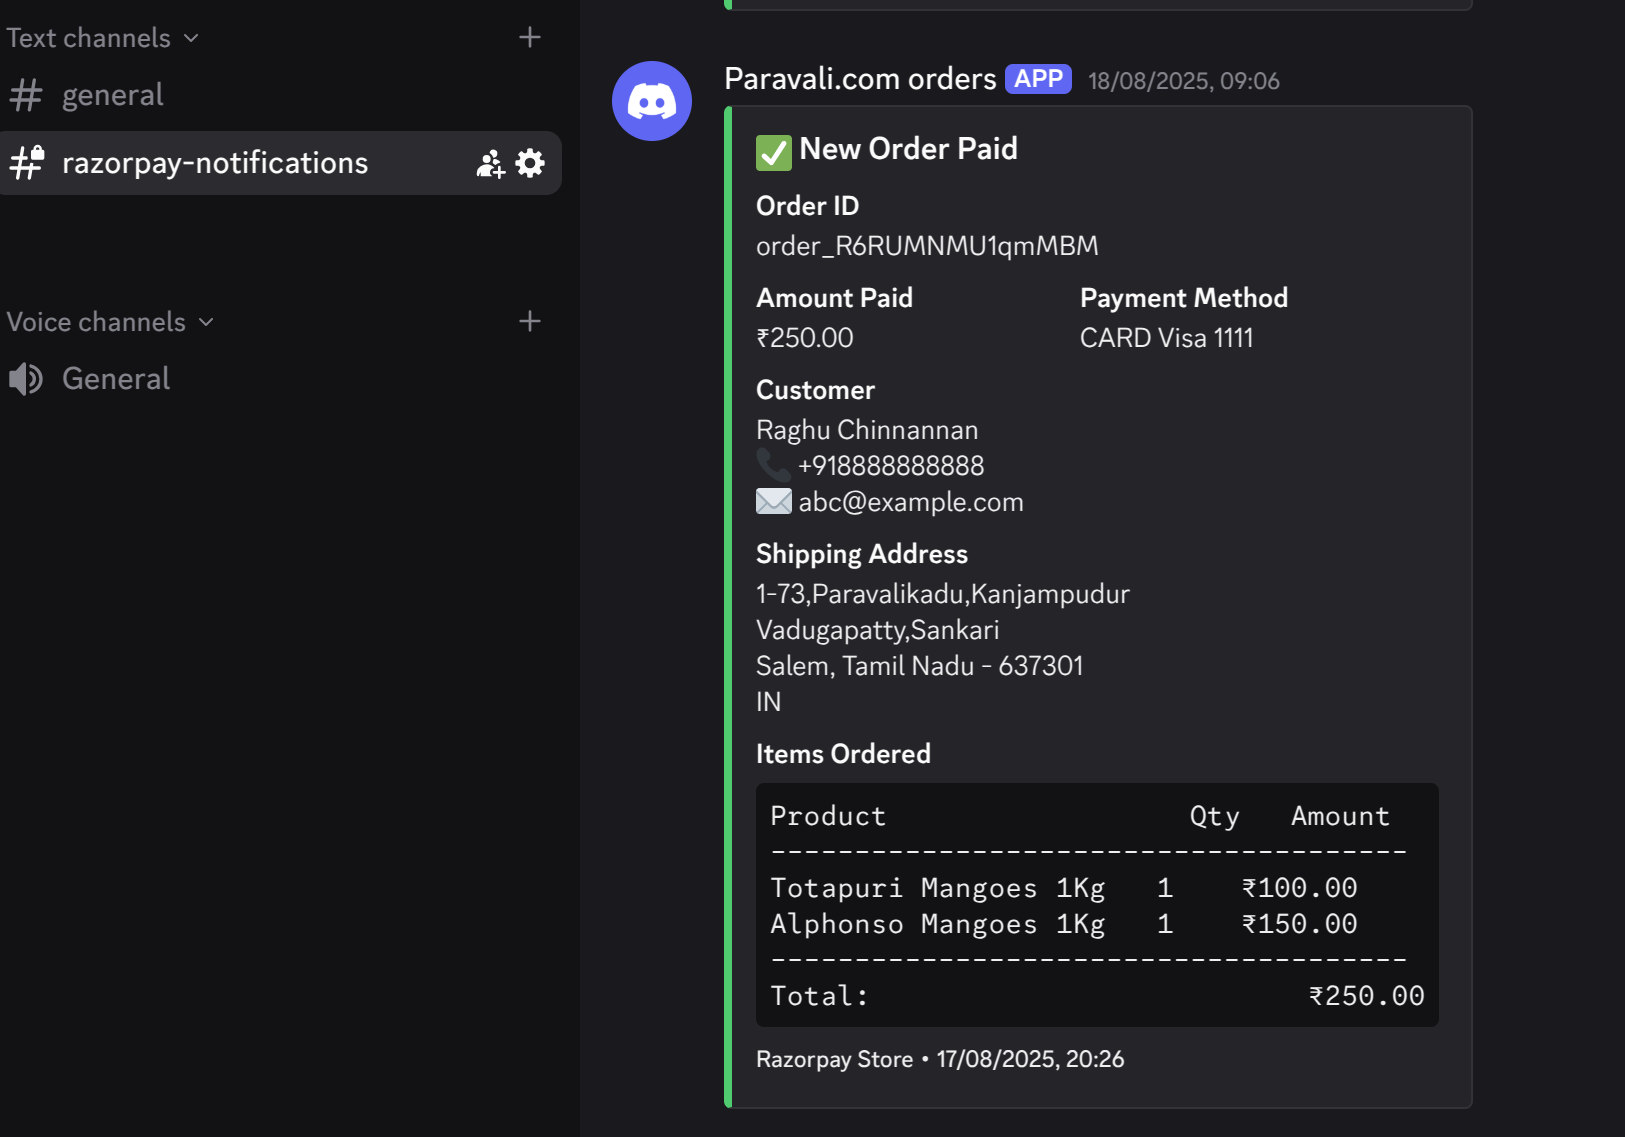 Text channels
general
razorpay-notifications
Voice channels
General
Paravali.com orders APP 18/08/2025, 09:06
✅ New Order Paid
Order ID
order_R6RUMNMU1qmMBM
Amount Paid Payment Method
₹250.00 CARD Visa 1111
Customer
Raghu Chinnannan
📞 +918888888888
✉️ abc@example.com
Shipping Address
1-73,Paravalikadu,Kanjampudur
Vadugapatty,Sankari
Salem, Tamil Nadu - 637301
IN
Items Ordered
Product Qty Amount
--------------------------------------
Totapuri Mangoes 1Kg 1 ₹100.00
Alphonso Mangoes 1Kg 1 ₹150.00
--------------------------------------
Total: ₹250.00
Razorpay Store • 17/08/2025, 20:26